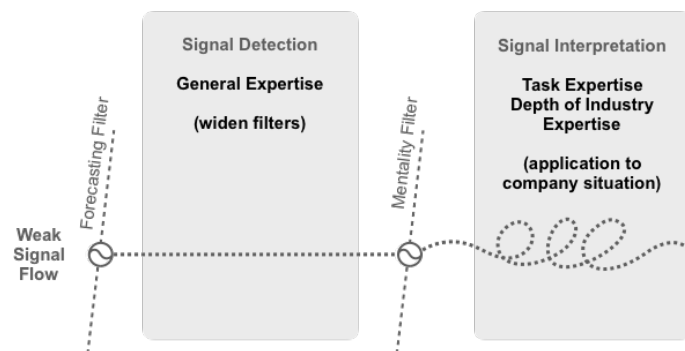 Signal Detection
General Expertise
(widen filters)
Signal Interpretation
Task Expertise
Depth of Industry
Expertise
(application to
company situation)
Forecasting Filter
Mentality Filter
Weak
Signal
Flow